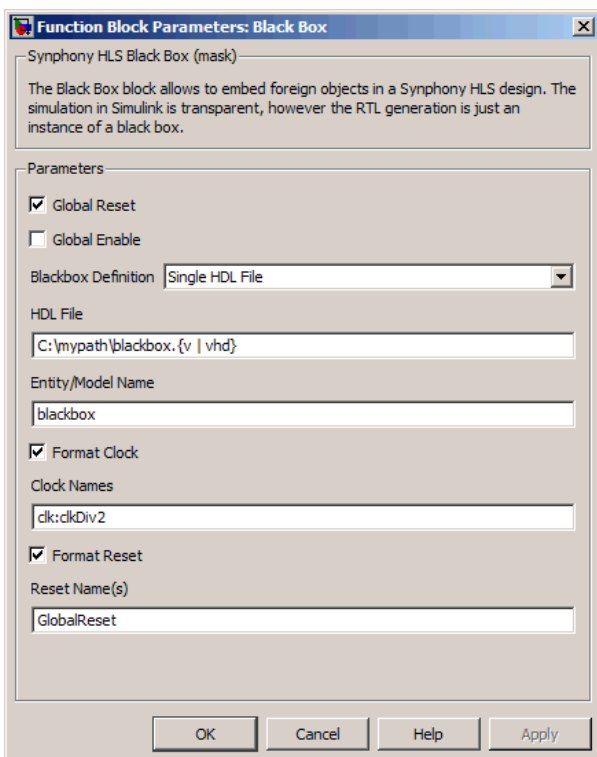 Function Block Parameters: Black Box
Synphony HLS Black Box (mask)
The Black Box block allows to embed foreign objects in a Synphony HLS design. The
simulation in Simulink is transparent, however the RTL generation is just an
instance of a black box.
Parameters
Global Reset
Global Enable
Blackbox Definition Single HDL File
HDL File
C:\mypath\blackbox.{v | vhd}
Entity/Model Name
blackbox
Format Clock
Clock Names
clk:clkDiv2
Format Reset
Reset Name(s)
GlobalReset
OK Cancel Help Apply